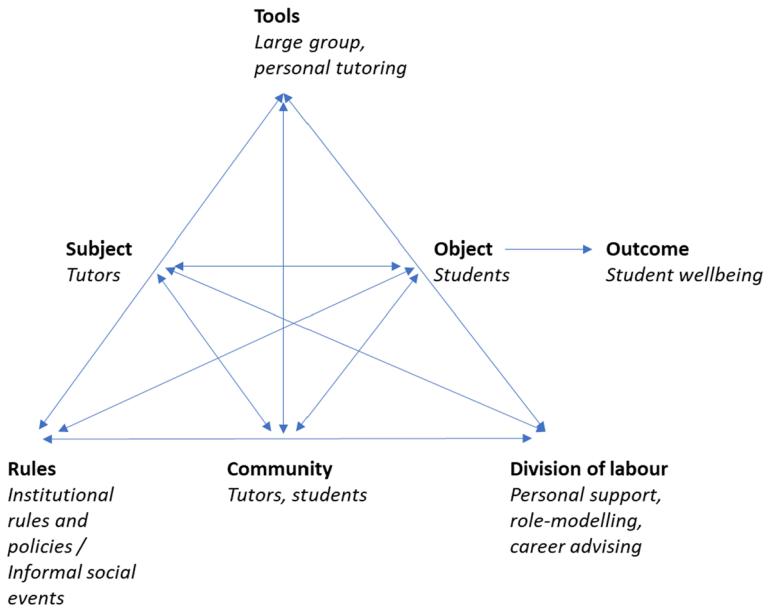 Tools
Large group,
personal tutoring
Subject
Tutors
Object
Students
Outcome
Student wellbeing
Rules
Institutional
rules and
policies /
Informal social
events
Community
Tutors, students
Division of labour
Personal support,
role-modelling,
career advising